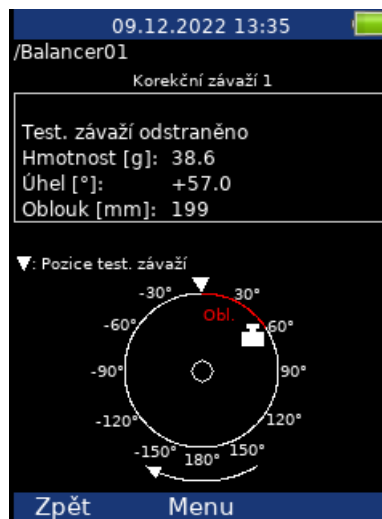 09.12.2022 13:35
/Balancer01
Korekční závaží 1
Test. závaží odstraněno
Hmotnost [g]: 38.6
Úhel [°]: +57.0
Oblouk [mm]: 199
▼: Pozice test. závaží
-30° 30°
Obl.
-60° 60°
-90° 90°
-120° 120°
-150° 180° 150°
Zpět Menu